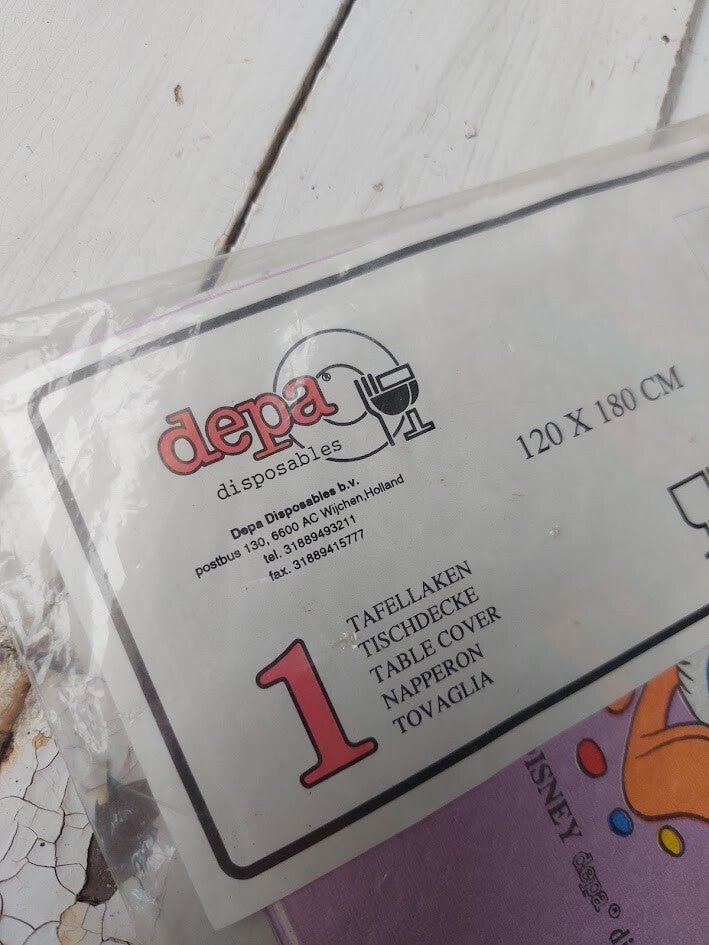 depa®
disposables
Depa Disposables b.v.
postbus 130, 6600 AC Wijchen,Holland
tel. 31889493211
fax. 31889415777
120 X 180 CM
1
TAFELLAKEN
TISCHDECKE
TABLE COVER
NAPPERON
TOVAGLIA
DISNEY depa® d